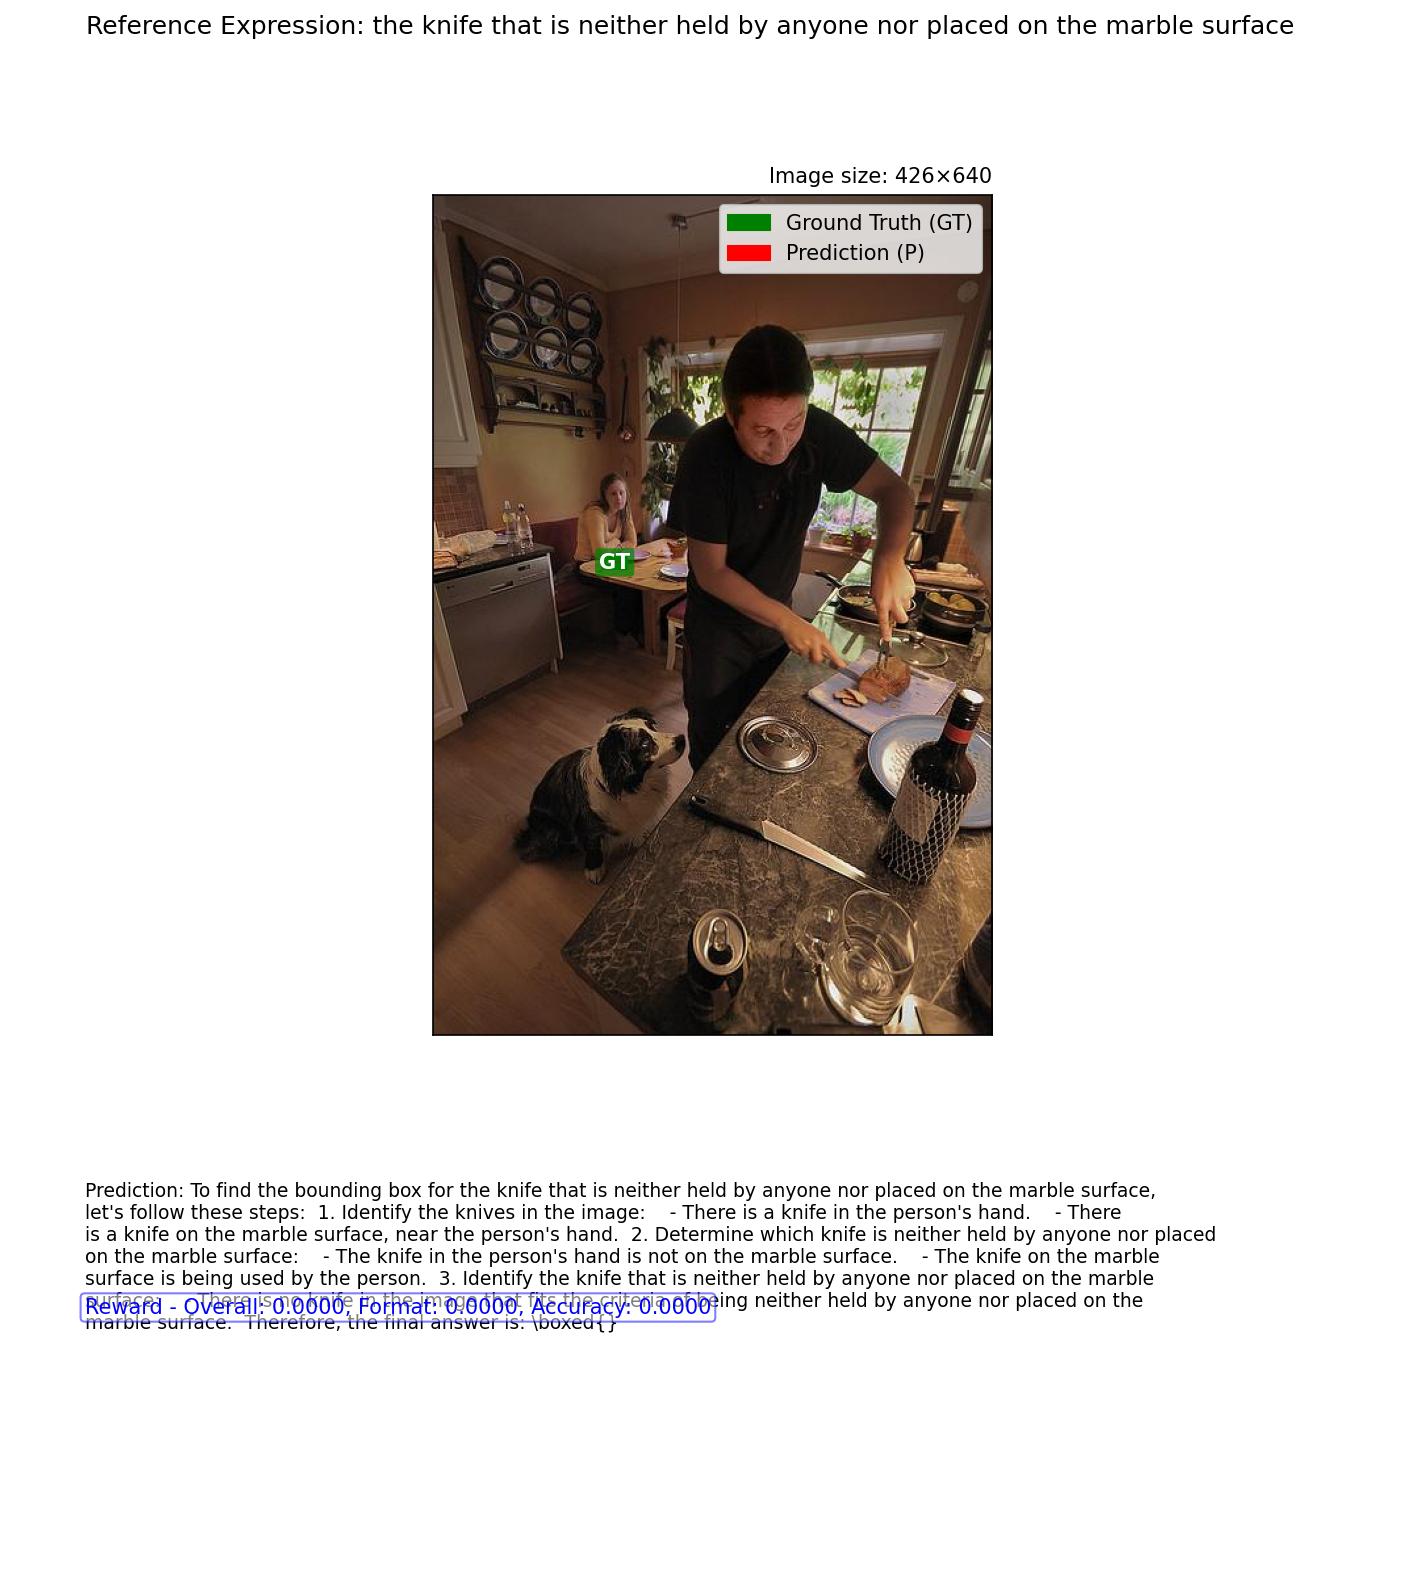 Reference Expression: the knife that is neither held by anyone nor placed on the marble surface
Image size: 426×640
Ground Truth (GT)
Prediction (P)
GT
Prediction: To find the bounding box for the knife that is neither held by anyone nor placed on the marble surface,
let's follow these steps:  1. Identify the knives in the image:    - There is a knife in the person's hand.    - There
is a knife on the marble surface, near the person's hand.  2. Determine which knife is neither held by anyone nor placed
on the marble surface:    - The knife in the person's hand is not on the marble surface.    - The knife on the marble
surface is being used by the person.  3. Identify the knife that is neither held by anyone nor placed on the marble
surface:    - There is no knife in the image that fits the criteria of being neither held by anyone nor placed on the
Reward - Overall: 0.0000, Format: 0.0000, Accuracy: 0.0000
marble surface.  Therefore, the final answer is: \boxed{}